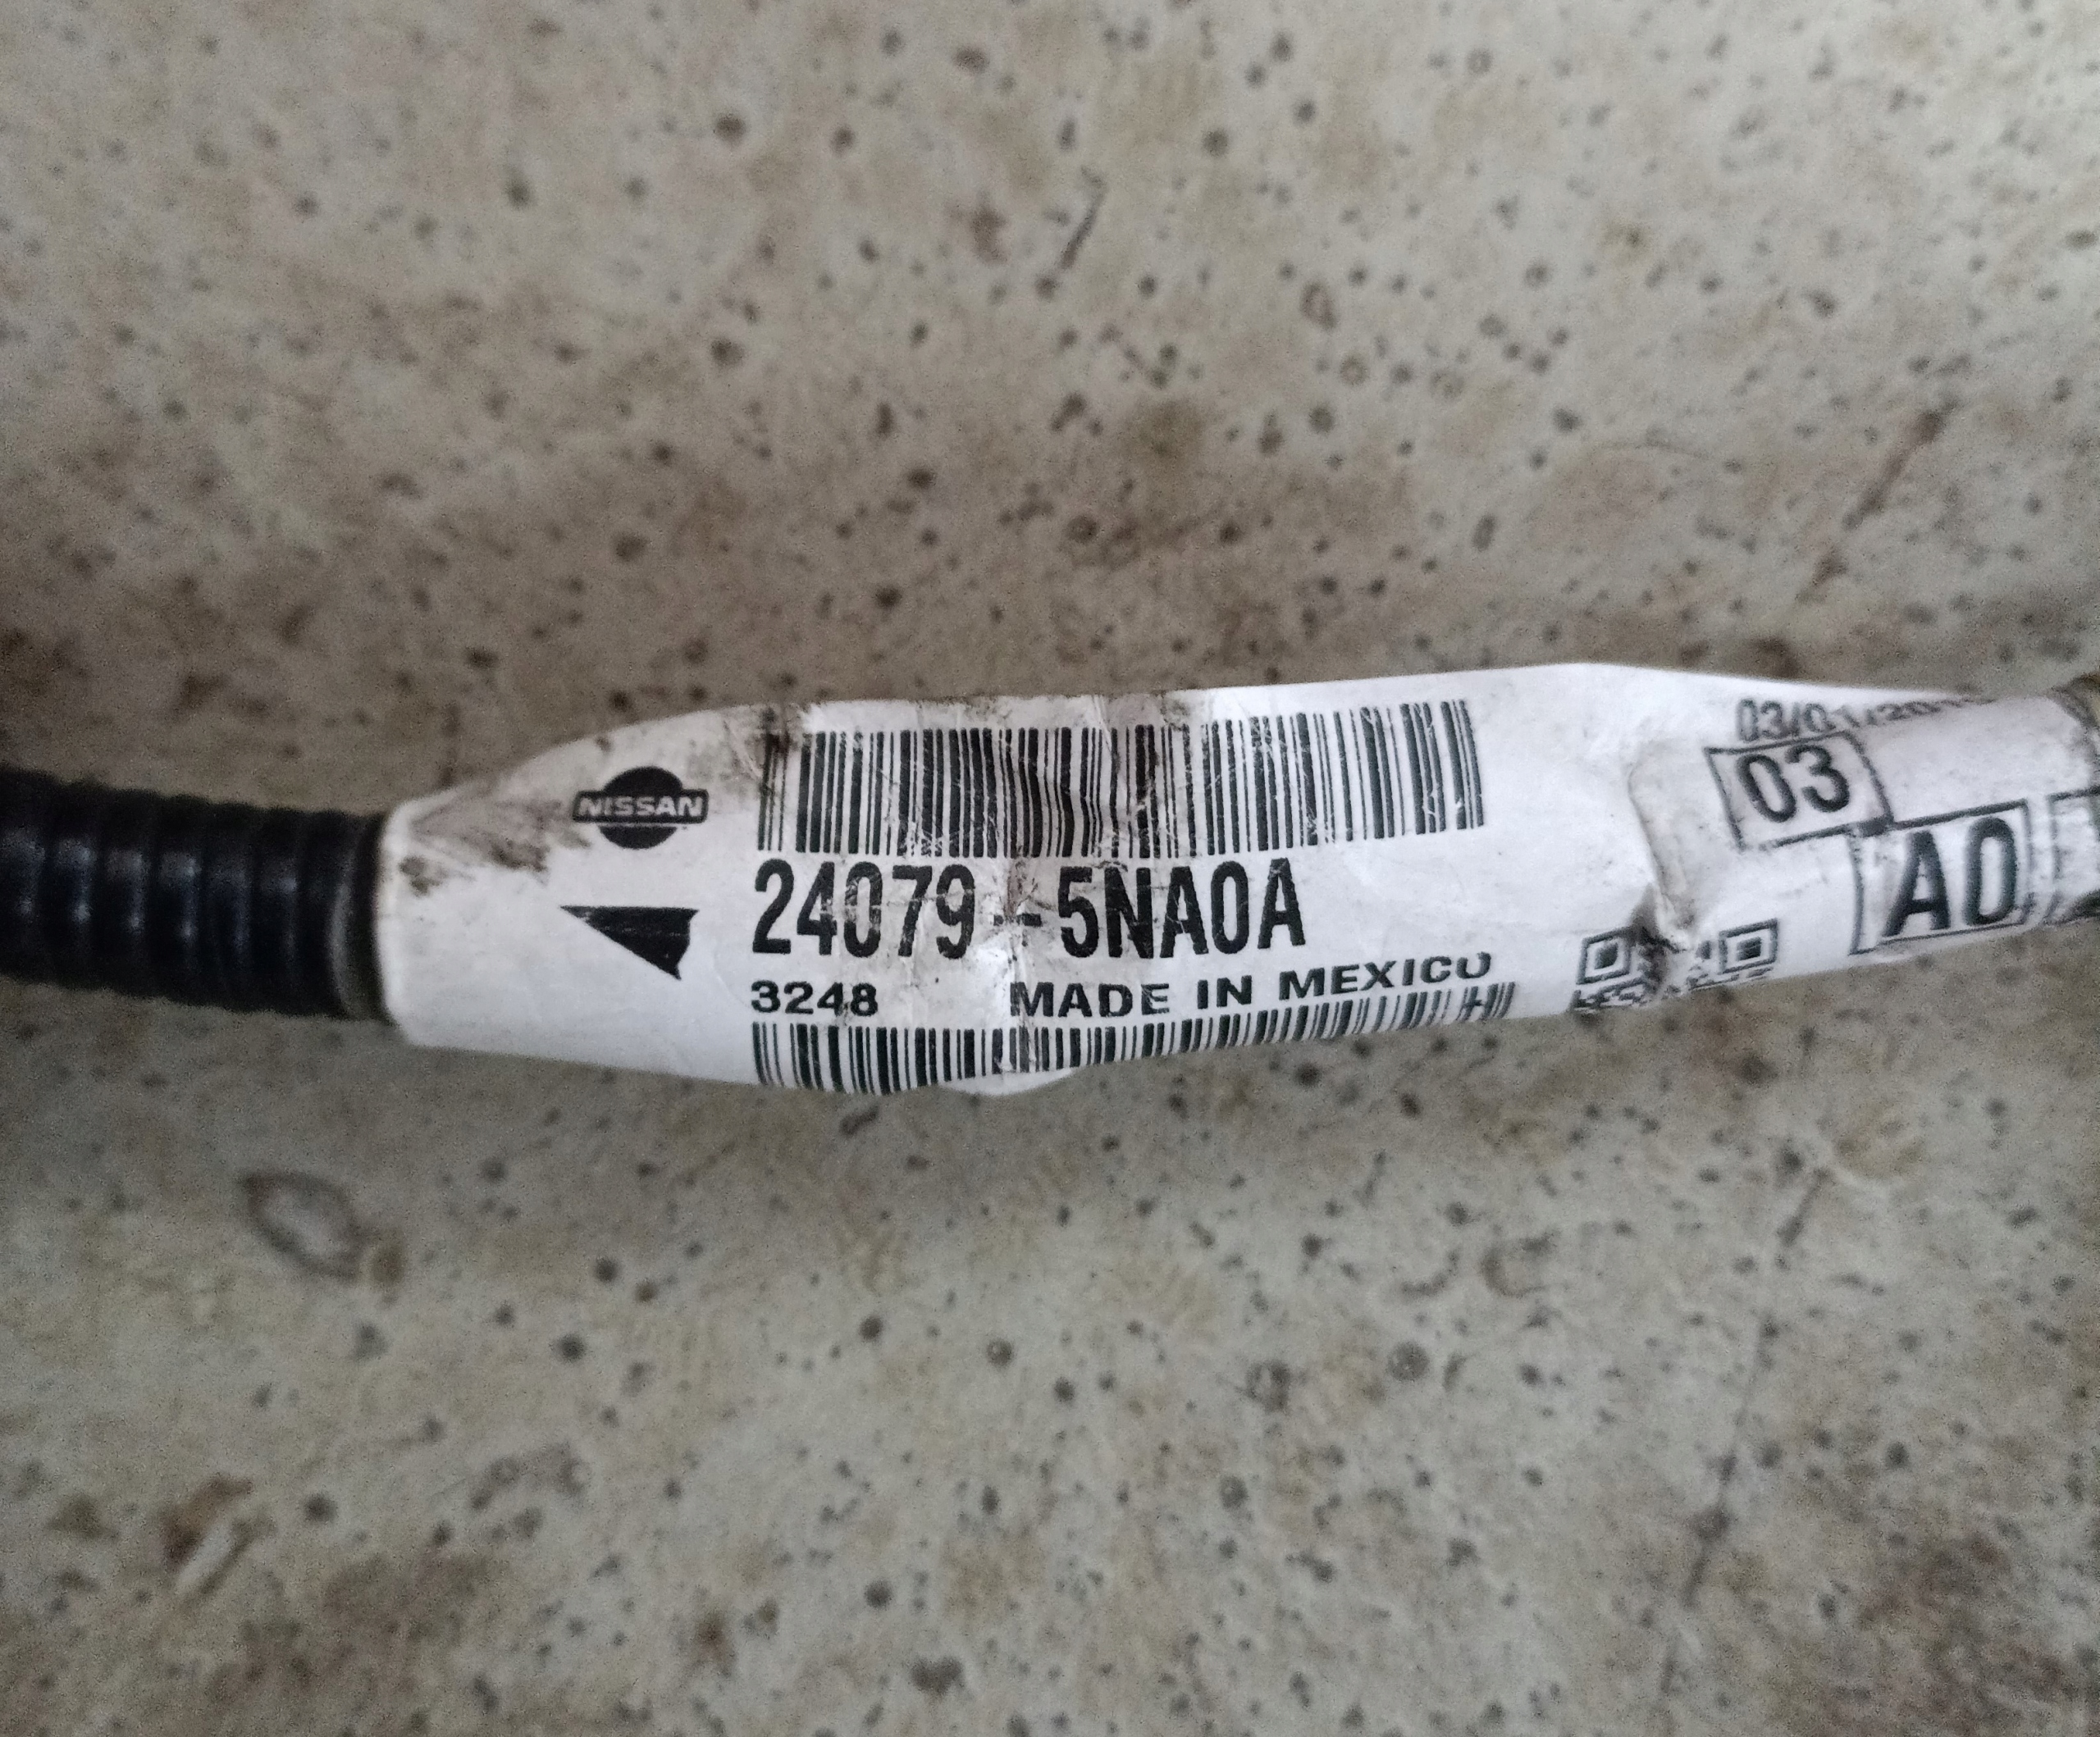 NISSAN
24079-5NA0A
3248 MADE IN MEXICO
03
A0